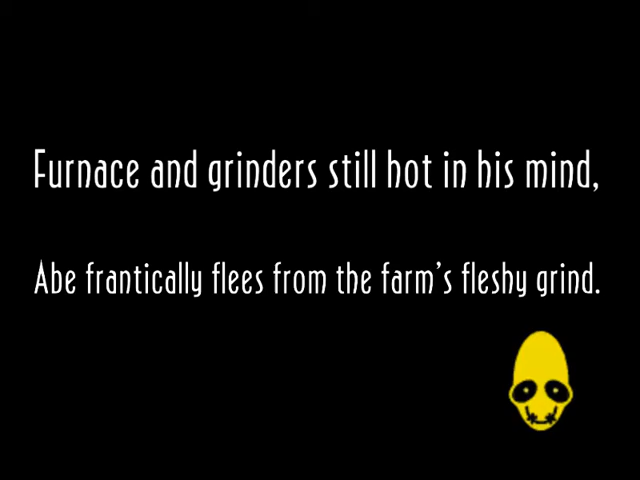 Furnace and grinders still hot in his mind,
Abe frantically flees from the farm's fleshy grind.